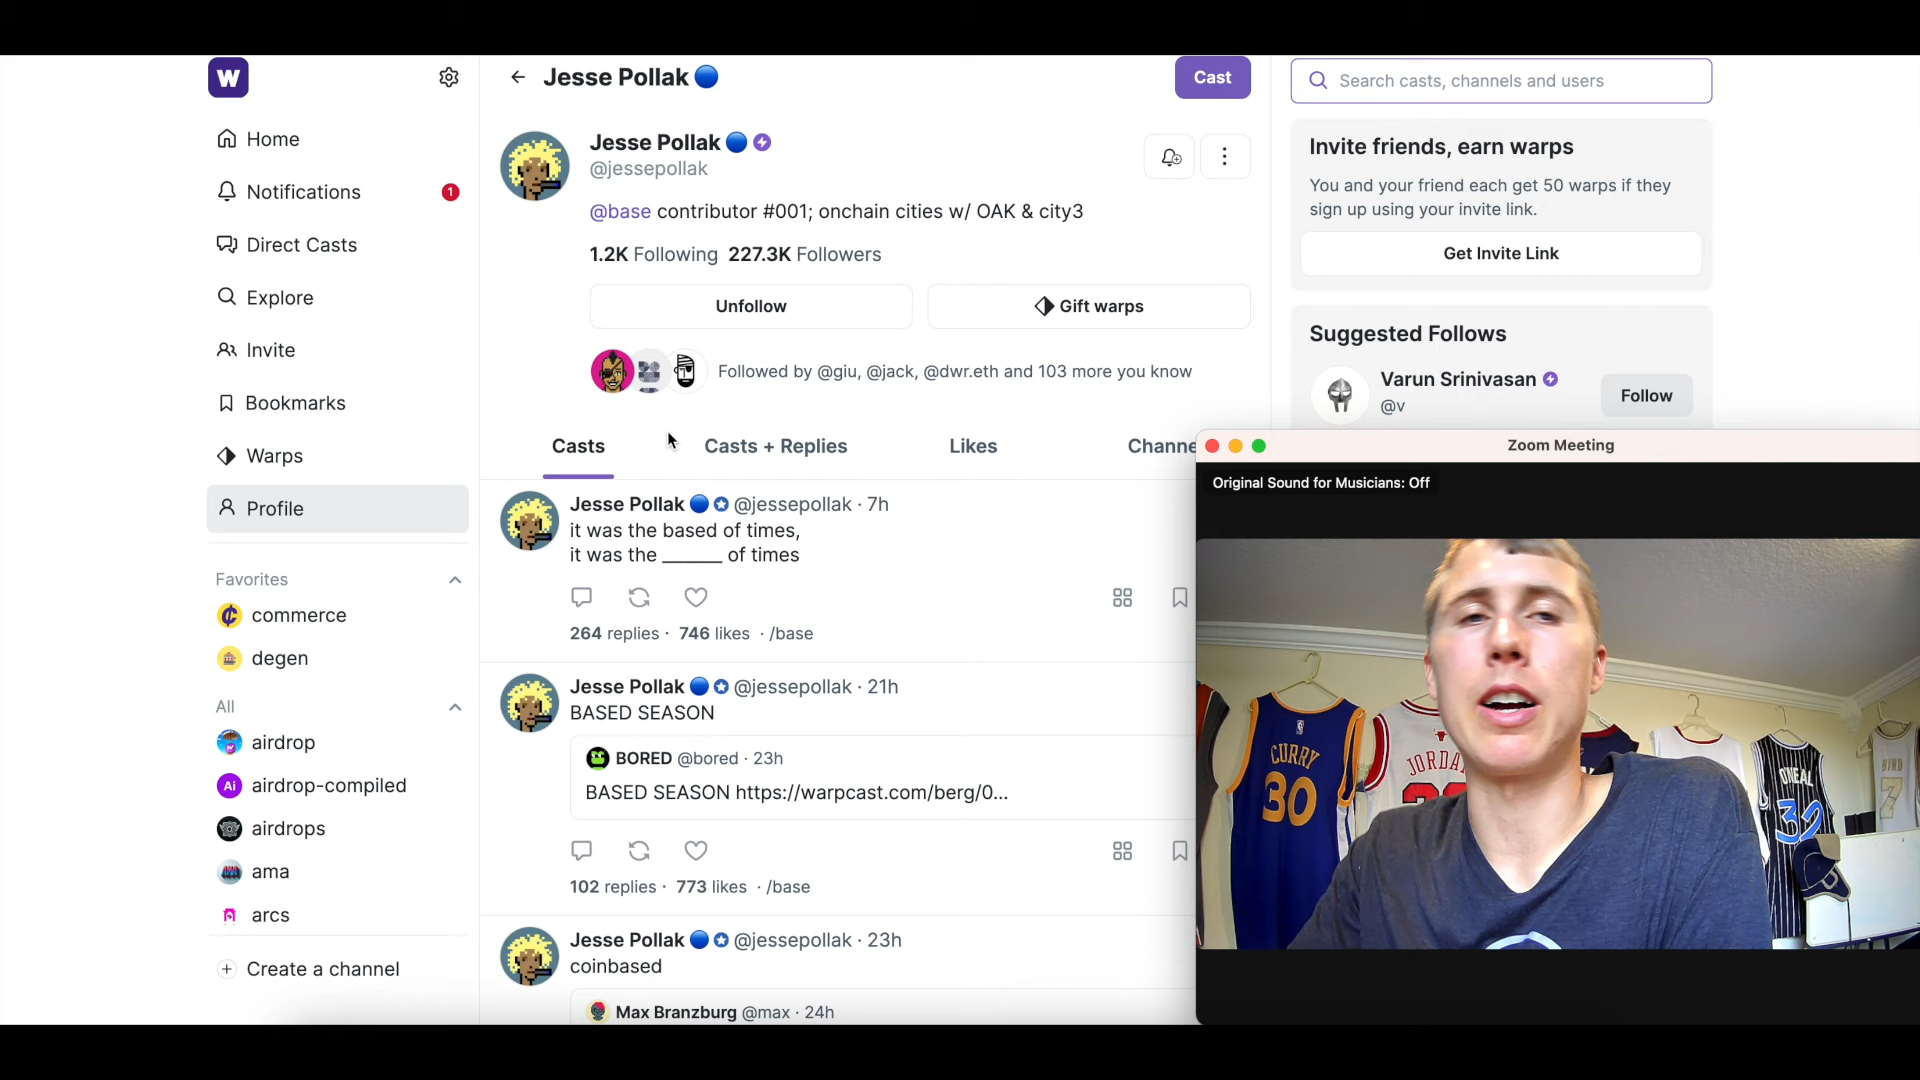 W
Home
Notifications
1
Direct Casts
Explore
Invite
Bookmarks
Warps
Profile
Favorites
commerce
degen
All
airdrop
Ai
airdrop-compiled
airdrops
ama
arcs
Create a channel
Jesse Pollak
Cast
Jesse Pollak
@jessepollak
@base contributor #001; onchain cities w/ OAK & city3
1.2K Following 227.3K Followers
Unfollow
Gift warps
Followed by @giu, @jack, @dwr.eth and 103 more you know
Casts
Casts + Replies
Likes
Channe
Jesse Pollak @jessepollak · 7h
it was the based of times,
it was the _______ of times
264 replies · 746 likes · /base
Jesse Pollak @jessepollak · 21h
BASED SEASON
BORED @bored · 23h
BASED SEASON https://warpcast.com/berg/0...
102 replies · 773 likes · /base
Jesse Pollak @jessepollak · 23h
coinbased
Max Branzburg @max · 24h
Search casts, channels and users
Invite friends, earn warps
You and your friend each get 50 warps if they
sign up using your invite link.
Get Invite Link
Suggested Follows
Varun Srinivasan
@v
Follow
Zoom Meeting
Original Sound for Musicians: Off
CURRY
30
JORDA
O'NEAL
32
BIRD